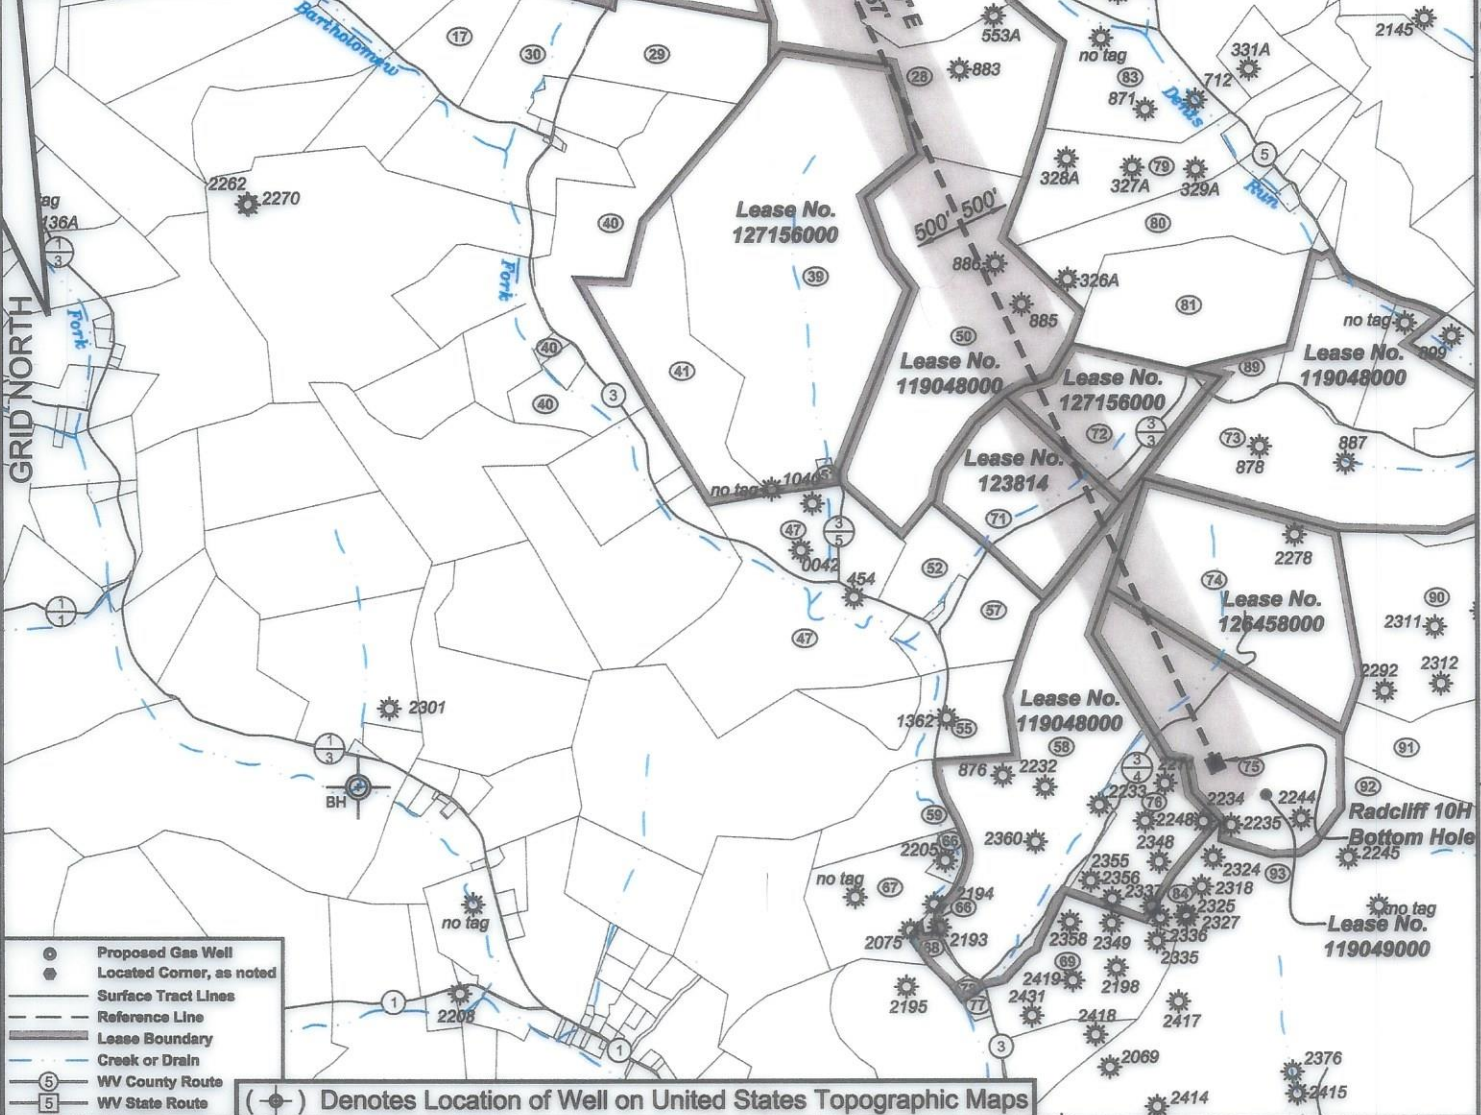 67' E
Bartholomew
Fork
Fork
GRID NORTH
17
30
29
28
553A
883
no tag
83
871
712
331A
2145
Dents
Run
5
2262
2270
tag
136A
1
3
40
Lease No.
127156000
39
41
500' 500'
886
885
328A
327A
79
329A
80
326A
81
50
Lease No.
119048000
no tag
Lease No.
119048000
809
89
Lease No.
127156000
72
3
3
73
878
887
Lease No.
123814
71
40
40
3
no tag
1046
47
0042
3
5
454
52
57
47
2278
74
Lease No.
126458000
90
2311
2312
2292
91
92
1
1
2301
1
3
BH
1362
55
Lease No.
119048000
58
876
2232
2233
3
4
76
2248
2234
2235
75
2244
Radcliff 10H
Bottom Hole
2245
59
66
2205
2360
2348
2355
2356
2337
2324
2318
93
84
2325
2327
no tag
67
2194
66
2075
68
2193
2358
2349
2336
2335
no tag
Lease No.
119049000
no tag
2195
77
69
2419
2198
2431
2418
2417
2069
2414
2376
2415
3
1
2208
1
Proposed Gas Well
Located Corner, as noted
Surface Tract Lines
Reference Line
Lease Boundary
Creek or Drain
5 WV County Route
5 WV State Route
( ) Denotes Location of Well on United States Topographic Maps